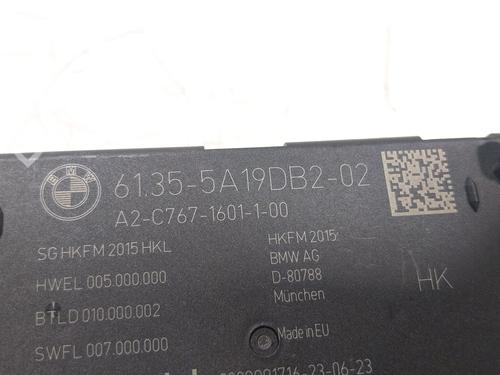 BMW
61.35-5A19DB2-02
A2-C767-1601-1-00
SG HKFM 2015 HKL
HWEL 005.000.000
BTLD 010.000.002
SWFL 007.000.000
HKFM 2015
BMW AG
D-80788
München
HK
Made in EU